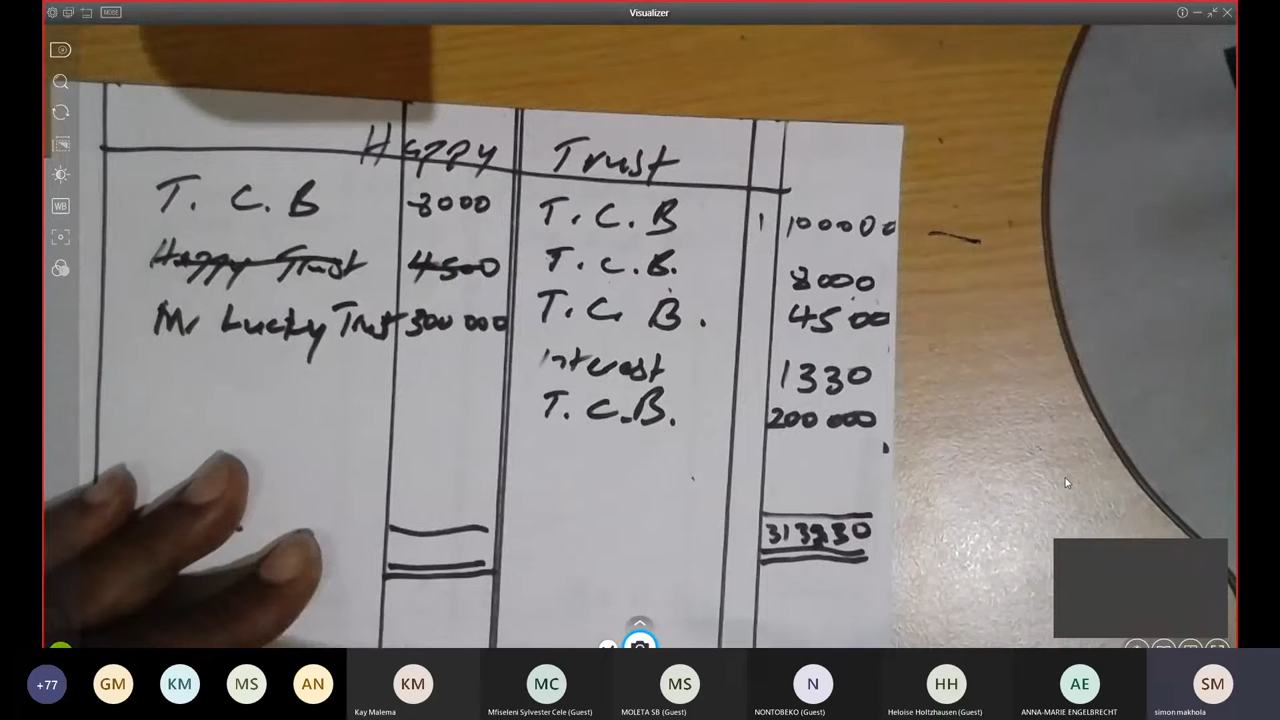 MODE
Visualizer
WB
Happy Trust
T. C. B 8000 T. C. B 1 100000
Happy Trust 4500 T. C. B. 8000
Mr Lucky Trust 300 000 T. C. B. 4500
Interest 1330
T. C. B. 200 000
+77 GM KM MS AN KM MC MS N HH AE SM
Kay Malema Mfiseleni Sylvester Cele (Guest) MOLETA SB (Guest) NONTOBEKO (Guest) Heloise Holtzhausen (Guest) ANNA-MARIE ENGELBRECHT simon makhola